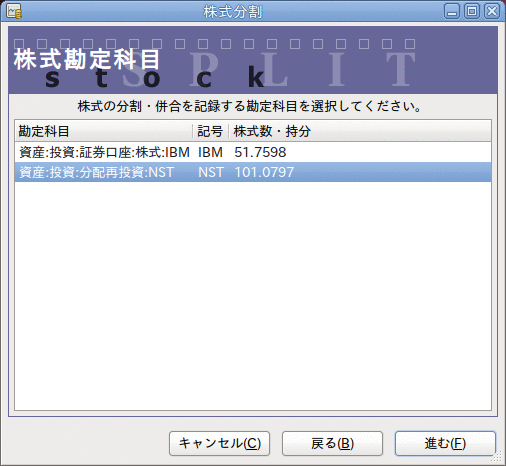 株式分割
SPLIT
株式勘定科目
stock
株式の分割・併合を記録する勘定科目を選択してください。
勘定科目 記号 株式数・持分
資産:投資:証券口座:株式:IBM IBM 51.7598
資産:投資:分配再投資:NST NST 101.0797
キャンセル(C) 戻る(B) 進む(F)